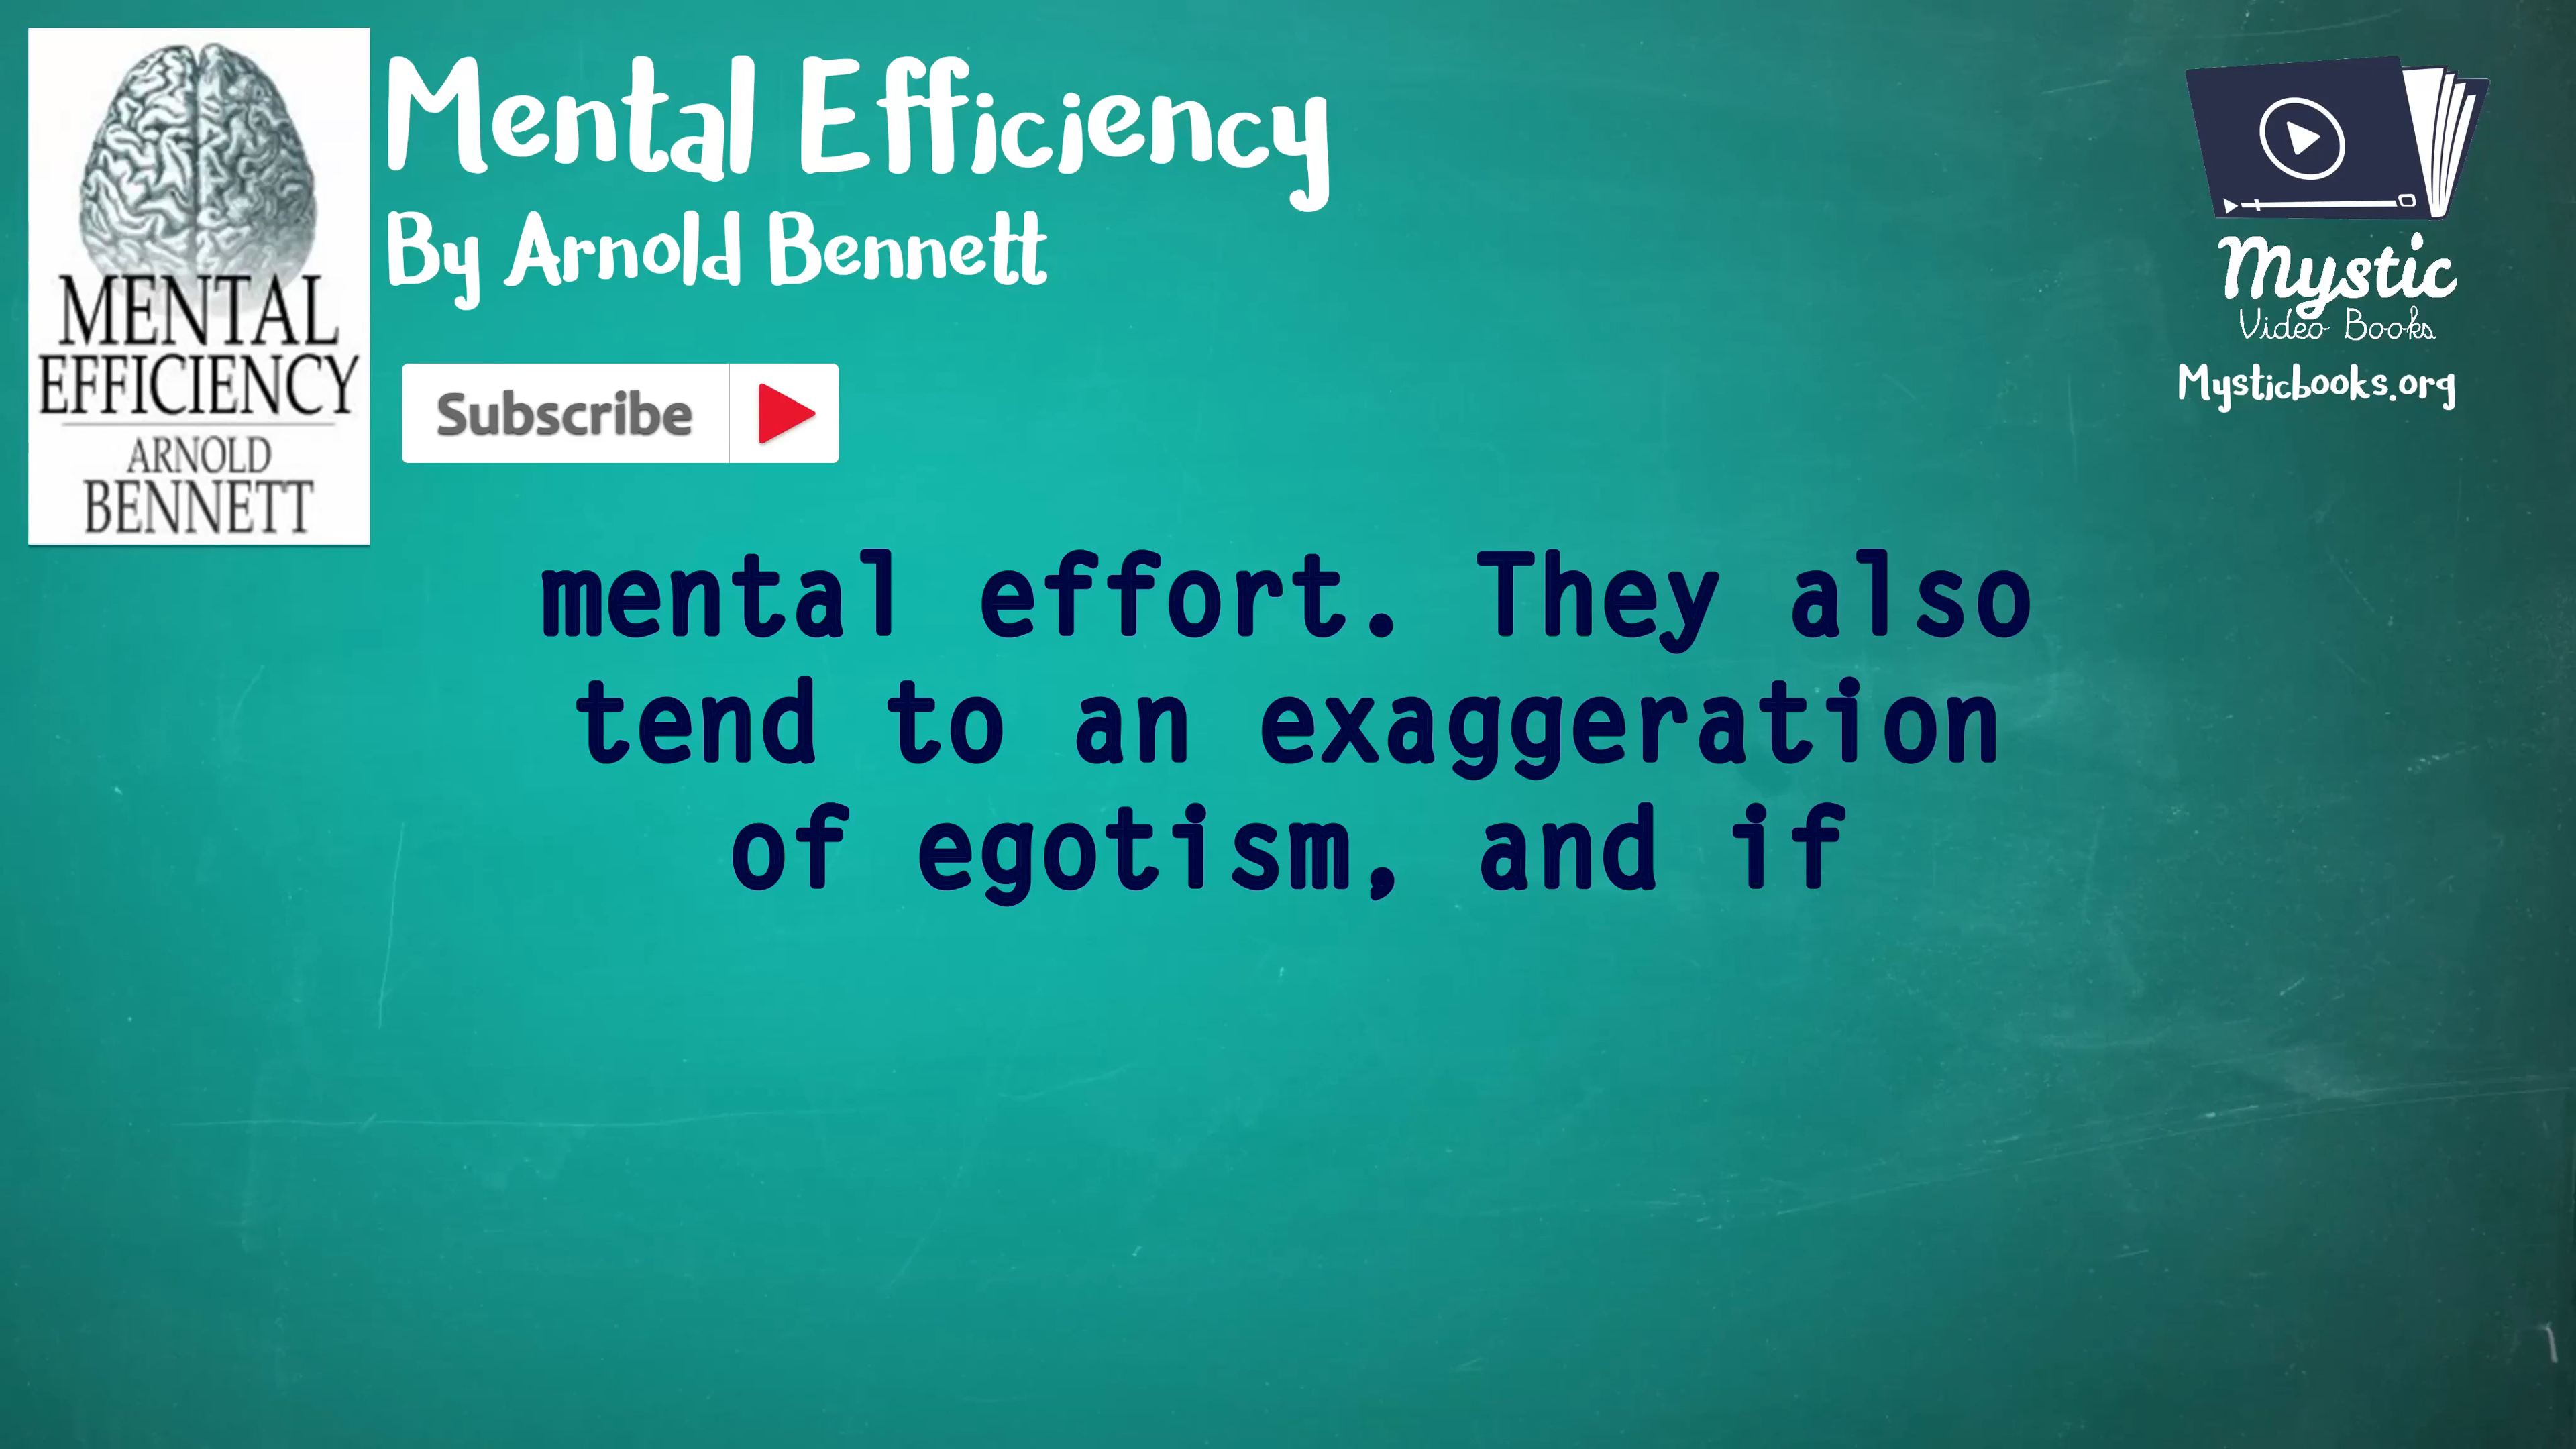 MENTAL
EFFICIENCY
ARNOLD
BENNETT
Mental Efficiency
By Arnold Bennett
Subscribe
Mystic
Video Books
Mysticbooks.org
mental effort. They also
tend to an exaggeration
of egotism, and if